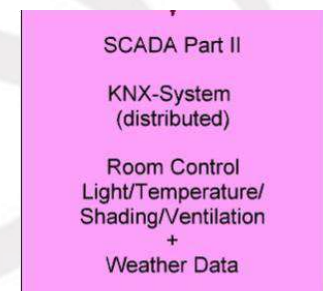 SCADA Part II
KNX-System
(distributed)
Room Control
Light/Temperature/
Shading/Ventilation
+
Weather Data